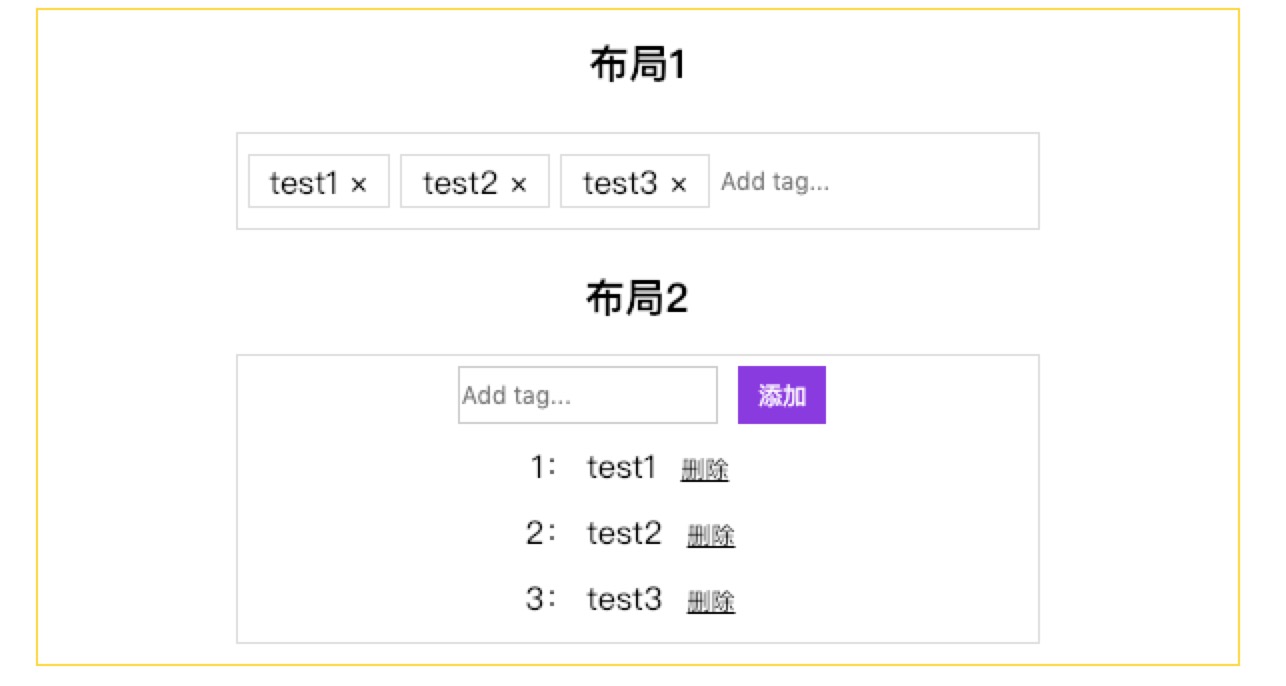 布局1
test1 × test2 × test3 × Add tag...
布局2
Add tag... 添加
1： test1 删除
2： test2 删除
3： test3 删除